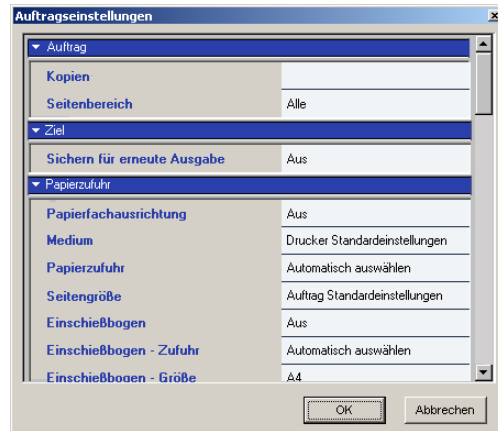 Auftragseinstellungen
Auftrag
Kopien
Seitenbereich Alle
Ziel
Sichern für erneute Ausgabe Aus
Papierzufuhr
Papierfachausrichtung Aus
Medium Drucker Standardeinstellungen
Papierzufuhr Automatisch auswählen
Seitengröße Auftrag Standardeinstellungen
Einschießbogen Aus
Einschießbogen - Zufuhr Automatisch auswählen
Einschießbogen - Größe A4
OK Abbrechen